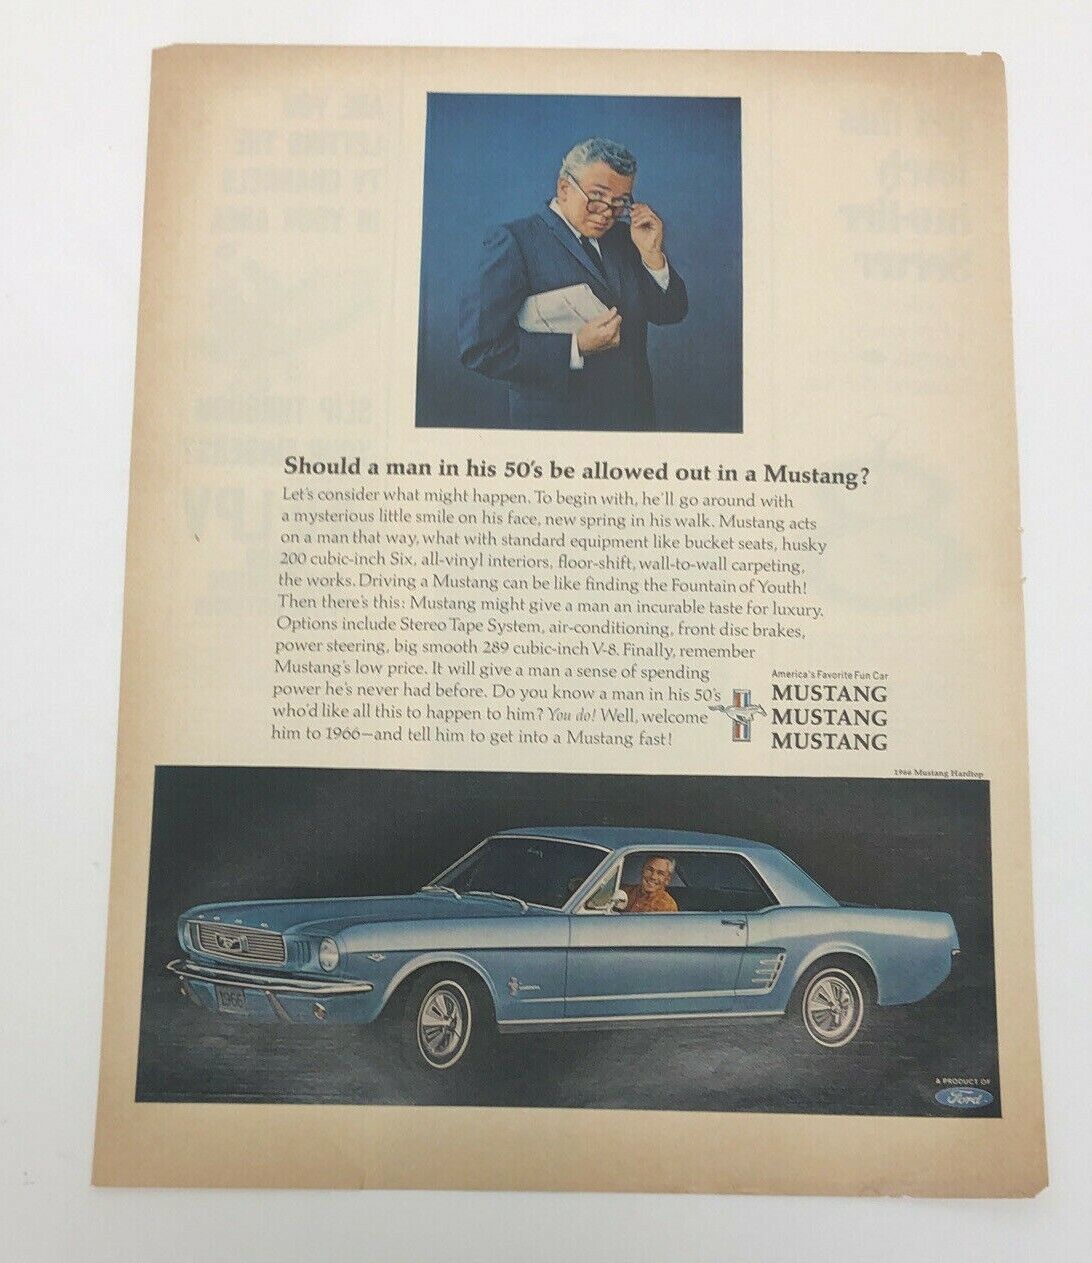 Should a man in his 50's be allowed out in a Mustang?
Let's consider what might happen. To begin with, he'll go around with
a mysterious little smile on his face, new spring in his walk. Mustang acts
on a man that way, what with standard equipment like bucket seats, husky
200 cubic-inch Six, all-vinyl interiors, floor-shift, wall-to-wall carpeting,
the works. Driving a Mustang can be like finding the Fountain of Youth!
Then there's this: Mustang might give a man an incurable taste for luxury.
Options include Stereo Tape System, air-conditioning, front disc brakes,
power steering, big smooth 289 cubic-inch V-8. Finally, remember
Mustang's low price. It will give a man a sense of spending
power he's never had before. Do you know a man in his 50's
who'd like all this to happen to him? You do! Well, welcome
him to 1966—and tell him to get into a Mustang fast!
America's Favorite Fun Car
MUSTANG
MUSTANG
MUSTANG
1966 Mustang Hardtop
FORD
1966
MUSTANG
A PRODUCT OF
Ford